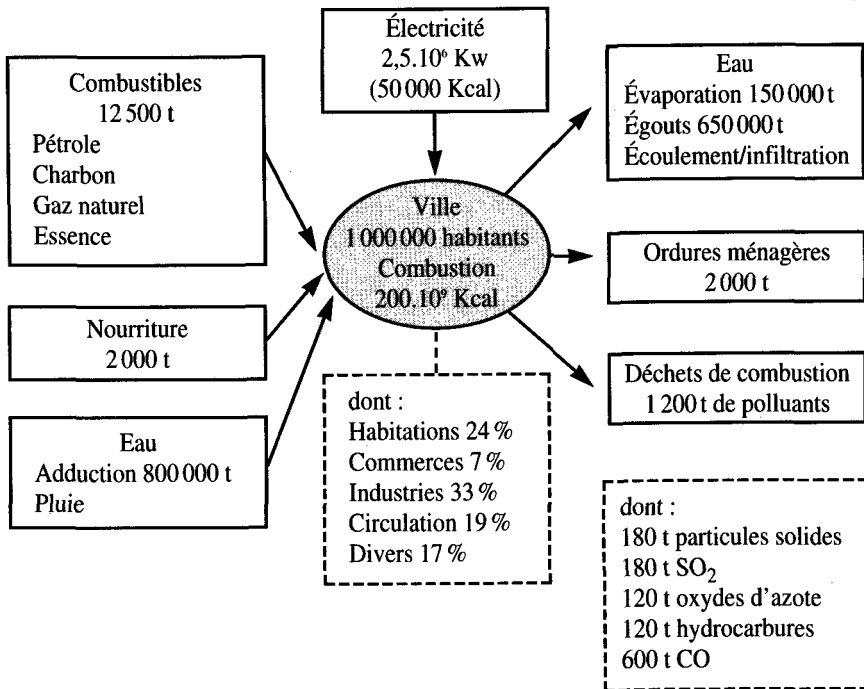 Combustibles
12 500 t
Pétrole
Charbon
Gaz naturel
Essence
Nourriture
2 000 t
Eau
Adduction 800 000 t
Pluie
Électricité
2,5.10⁶ Kw
(50 000 Kcal)
Ville
1 000 000 habitants
Combustion
200.10⁹ Kcal
dont :
Habitations 24 %
Commerces 7 %
Industries 33 %
Circulation 19 %
Divers 17 %
Eau
Évaporation 150 000 t
Égouts 650 000 t
Écoulement/infiltration
Ordures ménagères
2 000 t
Déchets de combustion
1 200 t de polluants
dont :
180 t particules solides
180 t SO₂
120 t oxydes d'azote
120 t hydrocarbures
600 t CO